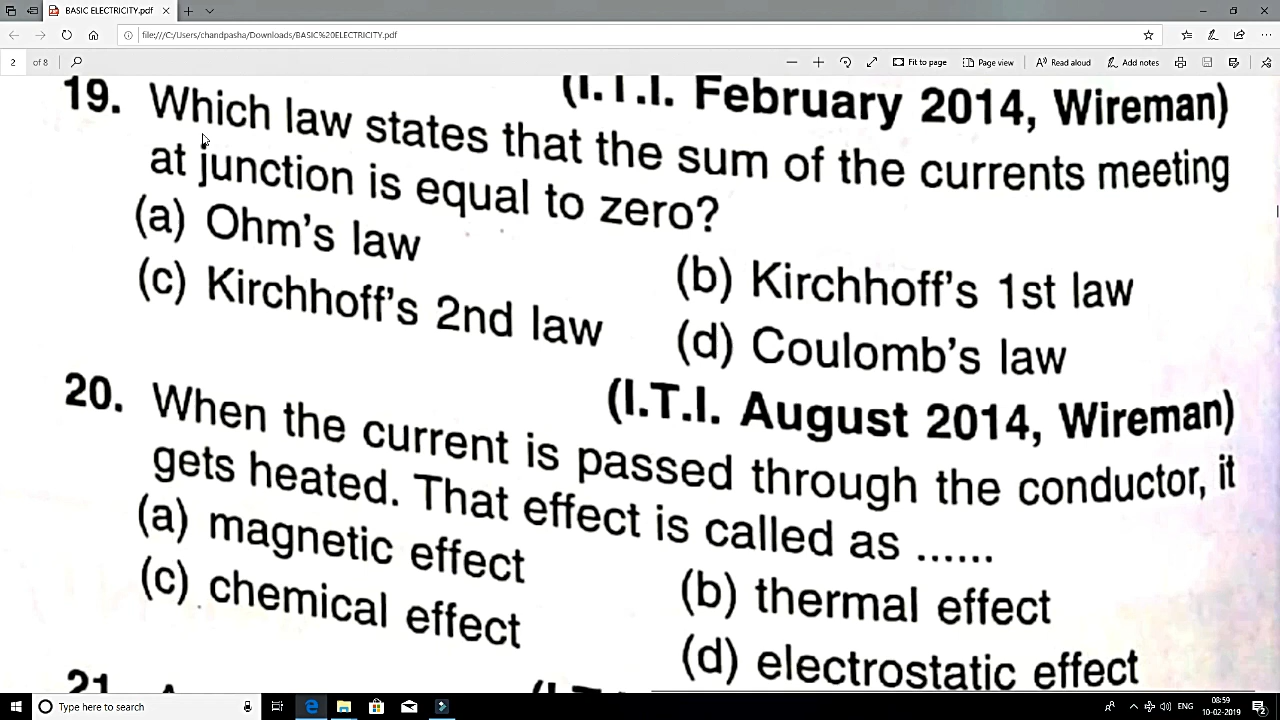 BASIC ELECTRICITY.pdf
file:///C:/Users/chandpasha/Downloads/BASIC%20ELECTRICITY.pdf
2 of 8 Fit to page Page view Read aloud Add notes
(I.T.I. February 2014, Wireman)
19. Which law states that the sum of the currents meeting
at junction is equal to zero?
(a) Ohm's law
(b) Kirchhoff's 1st law
(c) Kirchhoff's 2nd law
(d) Coulomb's law
(I.T.I. August 2014, Wireman)
20. When the current is passed through the conductor, it
gets heated. That effect is called as ......
(a) magnetic effect
(b) thermal effect
(c) chemical effect
(d) electrostatic effect
21.
Type here to search
ENG
08:59
10-02-2019